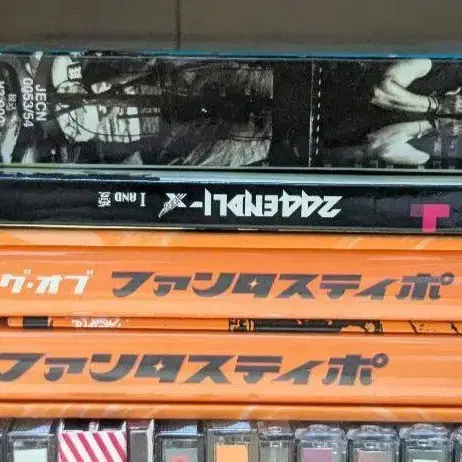 JECN
0053/54
244ENDLI-X I AND 愛
グ・オブ ファンタスティポ
ファンタスティポ